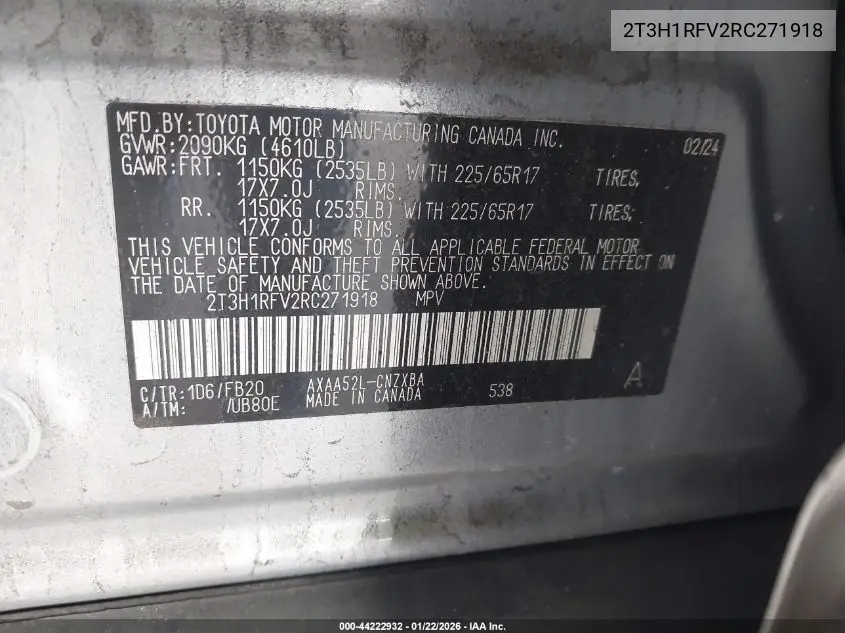 2T3H1RFV2RC271918
MFD.BY:TOYOTA MOTOR MANUFACTURING CANADA INC. 02/24
GVWR:2090KG (4610LB)
GAWR:FRT. 1150KG (2535LB) WITH 225/65R17 TIRES,
17X7.0J RIMS.
RR. 1150KG (2535LB) WITH 225/65R17 TIRES;
17X7.0J RIMS
THIS VEHICLE CONFORMS TO ALL APPLICABLE FEDERAL MOTOR
VEHICLE SAFETY AND THEFT PREVENTION STANDARDS IN EFFECT ON
THE DATE OF MANUFACTURE SHOWN ABOVE.
2T3H1RFV2RC271918 MPV
C/TR:1D6/FB20 AXAA52L-CNZXBA 538 A
A/TM: /UB80E MADE IN CANADA
000-44222932 - 01/22/2026 - IAA Inc.